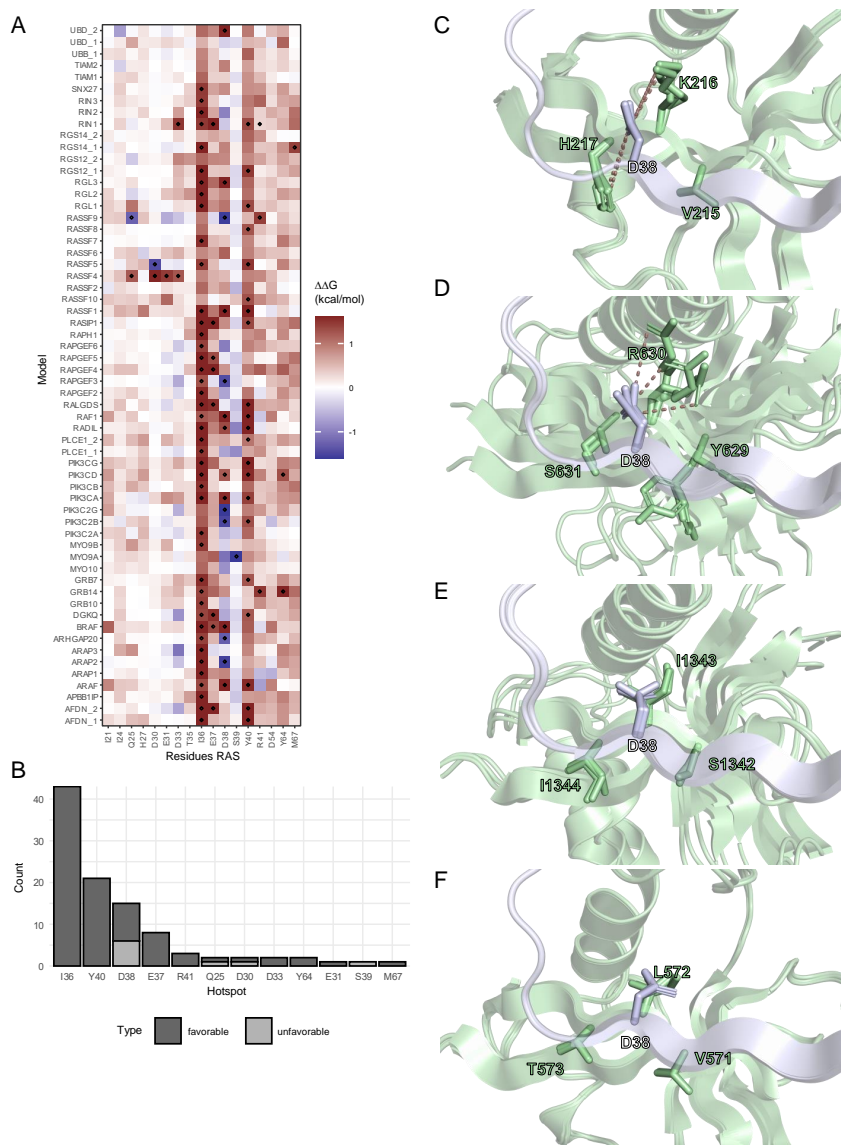 A
UBD_2
UBD_1
UBB_1
TIAM2
TIAM1
SNX27
RIN3
RIN2
RIN1
RGS14_2
RGS14_1
RGS12_2
RGS12_1
RGL3
RGL2
RGL1
RASSF9
RASSF8
RASSF7
RASSF6
RASSF5
RASSF4
RASSF2
RASSF10
RASSF1
RASIP1
RAPH1
RAPGEF6
RAPGEF5
RAPGEF4
RAPGEF3
RAPGEF2
RALGDS
RAF1
RADIL
PLCE1_2
PLCE1_1
PIK3CG
PIK3CD
PIK3CB
PIK3CA
PIK3C2G
PIK3C2B
PIK3C2A
MYO9B
MYO9A
MYO10
GRB7
GRB14
GRB10
DGKQ
BRAF
ARHGAP20
ARAP3
ARAP2
ARAP1
ARAF
APBB1IP
AFDN_2
AFDN_1
Model
I21 I24 Q25 H27 D30 E31 D33 T35 I36 E37 D38 S39 Y40 R41 D54 Y64 M67
Residues RAS
ΔΔG
(kcal/mol)
1
0
−1
B
40
30
20
10
0
Count
I36 Y40 D38 E37 R41 Q25 D30 D33 Y64 E31 S39 M67
Hotspot
Type favorable unfavorable
C
K216
H217
D38
V215
D
R630
D38
Y629
S631
E
I1343
D38
S1342
I1344
F
L572
D38
V571
T573